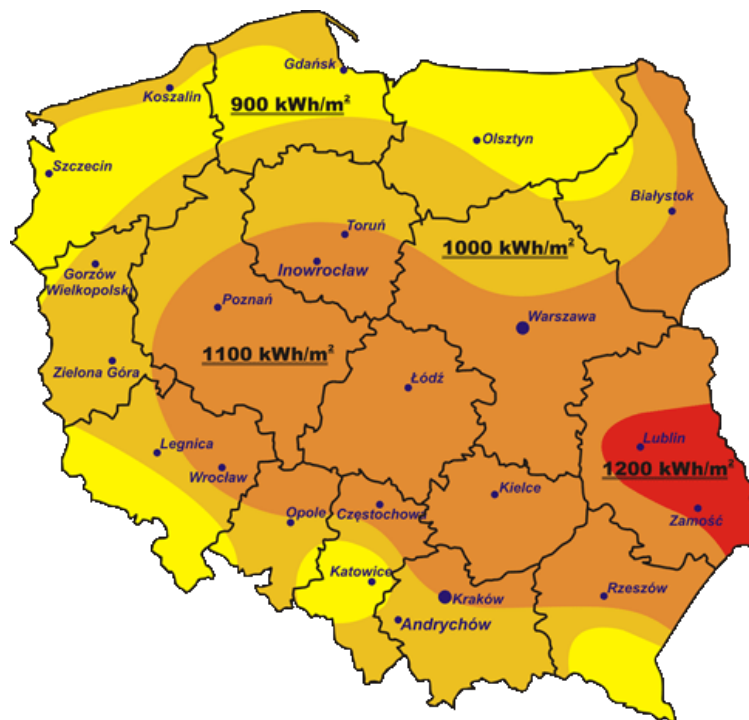 Gdańsk
Koszalin
900 kWh/m²
Olsztyn
Szczecin
Białystok
Toruń
1000 kWh/m²
Gorzów
Wielkopolski
Inowrocław
Poznań
Warszawa
1100 kWh/m²
Zielona Góra
Łódź
Legnica
Lublin
Wrocław
1200 kWh/m²
Kielce
Opole
Częstochowa
Zamość
Katowice
Kraków
Rzeszów
Andrychów